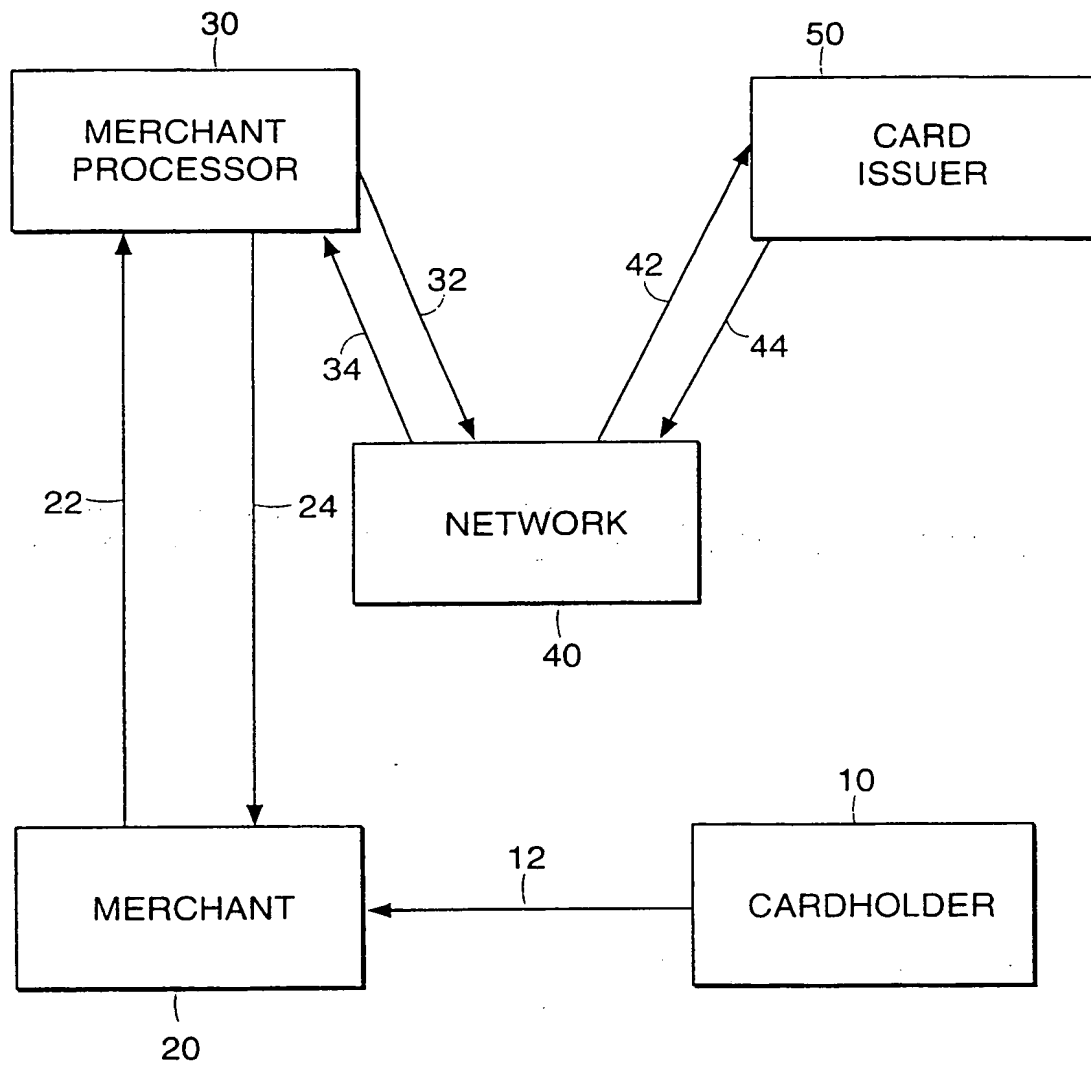 30
50
MERCHANT
PROCESSOR
CARD
ISSUER
32
42
34
44
22
24
NETWORK
40
10
12
MERCHANT
CARDHOLDER
20